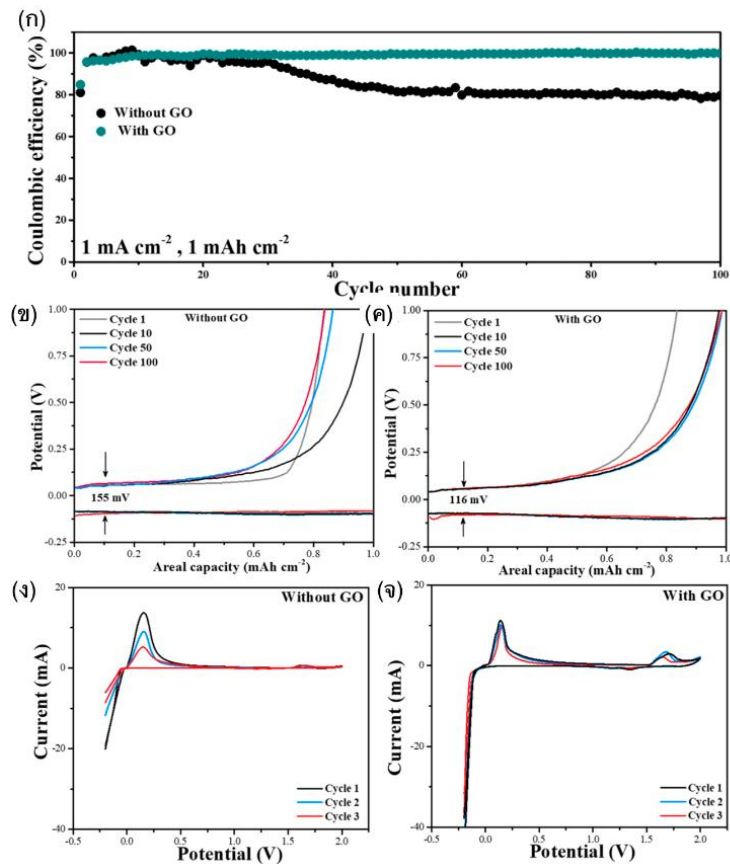 (ก)
Coulombic efficiency (%)
120
100
80
60
40
20
0
Without GO
With GO
1 mA cm⁻² , 1 mAh cm⁻²
0 20 40 60 80 100
Cycle number
(ข)
Potential (V)
1.00
0.75
0.50
0.25
0.00
-0.25
Cycle 1
Cycle 10
Cycle 50
Cycle 100
Without GO
155 mV
0.0 0.2 0.4 0.6 0.8 1.0
Areal capacity (mAh cm⁻²)
(ค)
Potential (V)
1.00
0.75
0.50
0.25
0.00
-0.25
Cycle 1
Cycle 10
Cycle 50
Cycle 100
With GO
116 mV
0.0 0.2 0.4 0.6 0.8 1.0
Areal capacity (mAh cm⁻²)
(ง)
Current (mA)
20
0
-20
-40
Without GO
Cycle 1
Cycle 2
Cycle 3
-0.5 0.0 0.5 1.0 1.5 2.0
Potential (V)
(จ)
Current (mA)
20
0
-20
-40
With GO
Cycle 1
Cycle 2
Cycle 3
-0.5 0.0 0.5 1.0 1.5 2.0
Potential (V)